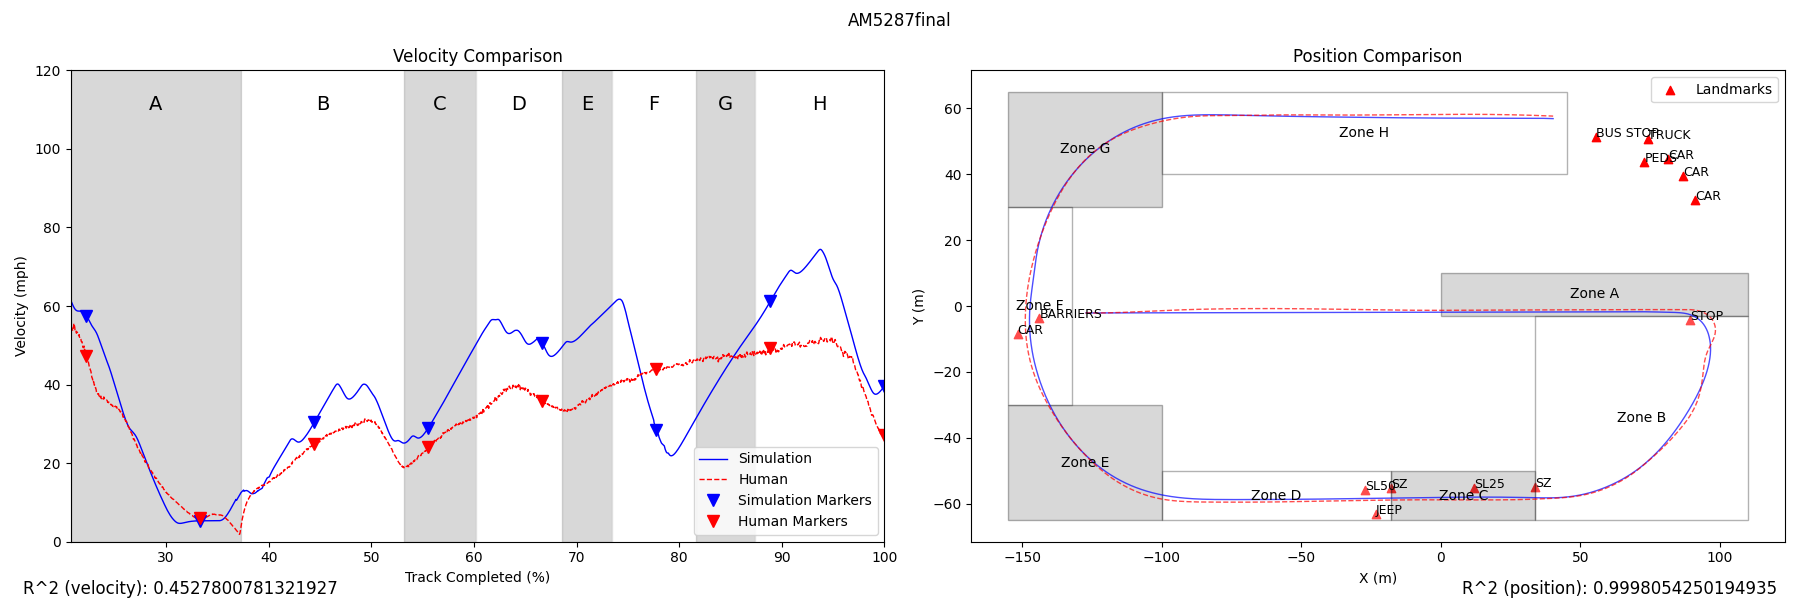 AM5287final
Velocity Comparison
Position Comparison
A B C D E F G H
Velocity (mph)
120
100
80
60
40
20
0
30 40 50 60 70 80 90 100
Track Completed (%)
Simulation
Human
Simulation Markers
Human Markers
R^2 (velocity): 0.4527800781321927
Y (m)
60
40
20
0
−20
−40
−60
−150 −100 −50 0 50 100
X (m)
Landmarks
Zone G
Zone H
BUS STOP
TRUCK
PEDS
CAR
CAR
CAR
Zone A
Zone F
BARRIERS
CAR
STOP
Zone B
Zone E
Zone D
SL50
SZ
JEEP
Zone C
SL25
SZ
R^2 (position): 0.9998054250194935